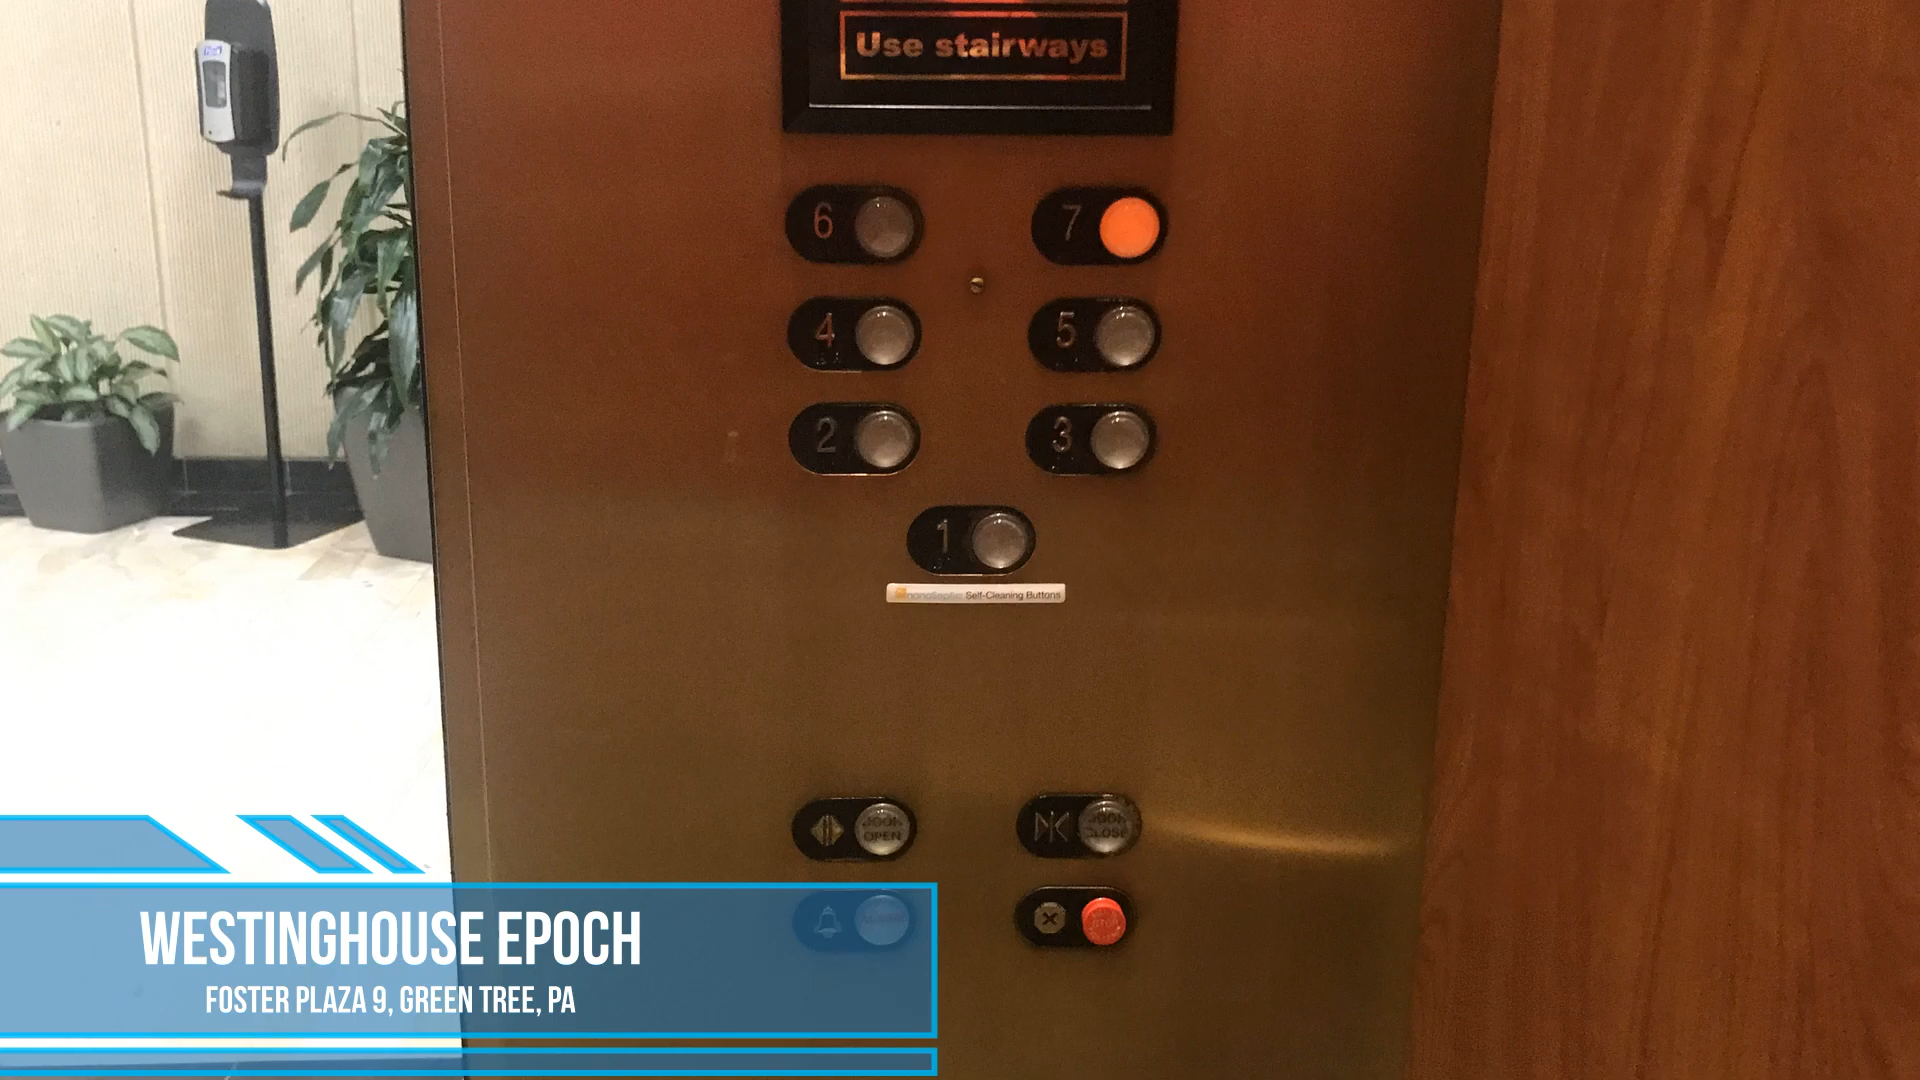 Use stairways
6 7
4 5
2 3
1
nanoSeptic Self-Cleaning Buttons
DOOR OPEN
DOOR CLOSE
WESTINGHOUSE EPOCH
FOSTER PLAZA 9, GREEN TREE, PA